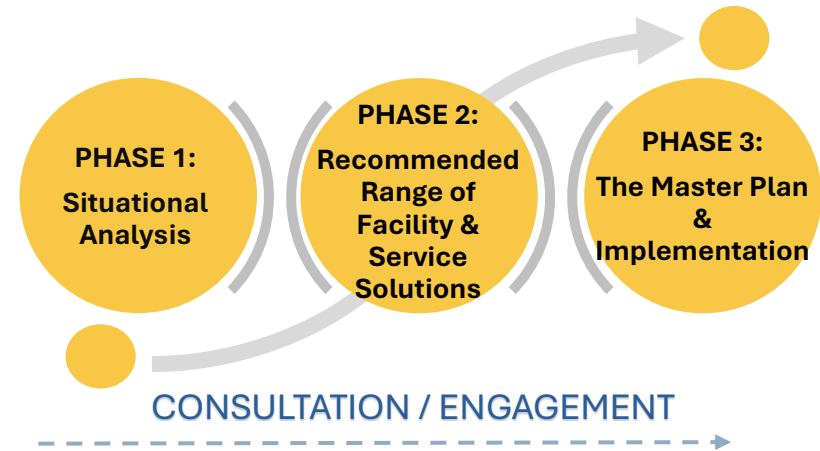 PHASE 1:
Situational
Analysis
PHASE 2:
Recommended
Range of
Facility &
Service
Solutions
PHASE 3:
The Master Plan
&
Implementation
CONSULTATION / ENGAGEMENT